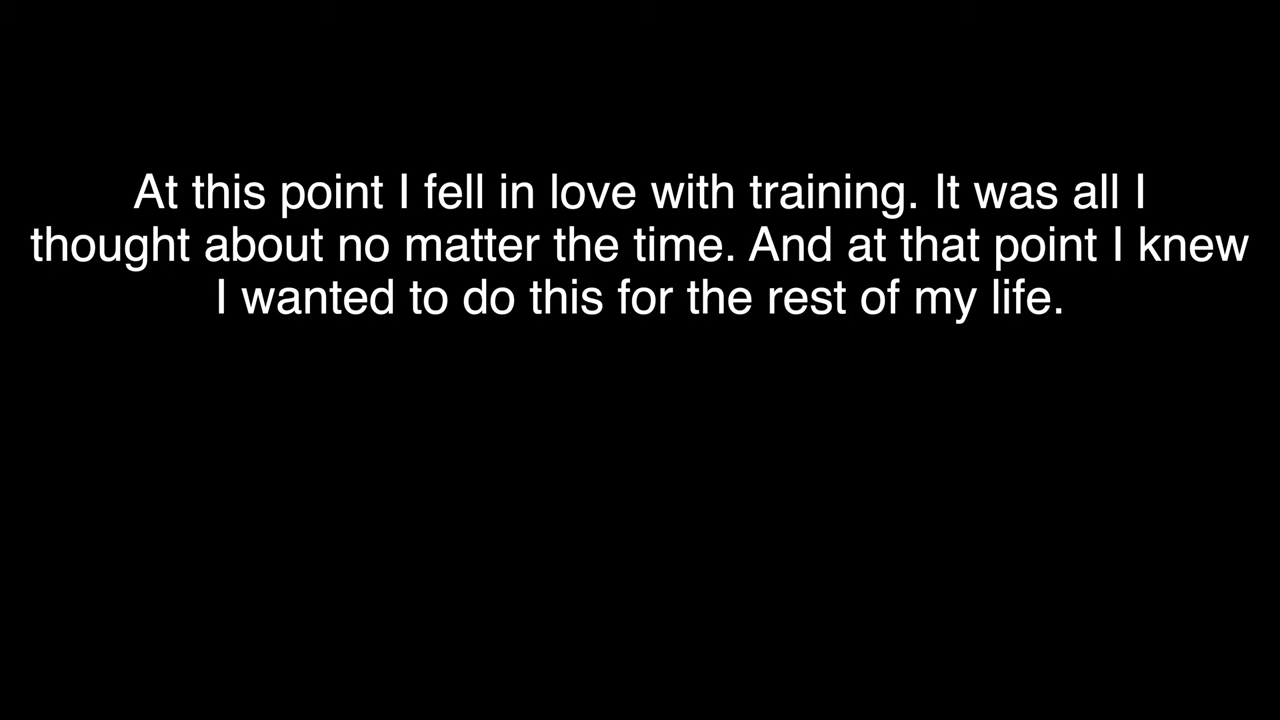 At this point I fell in love with training. It was all I
thought about no matter the time. And at that point I knew
I wanted to do this for the rest of my life.